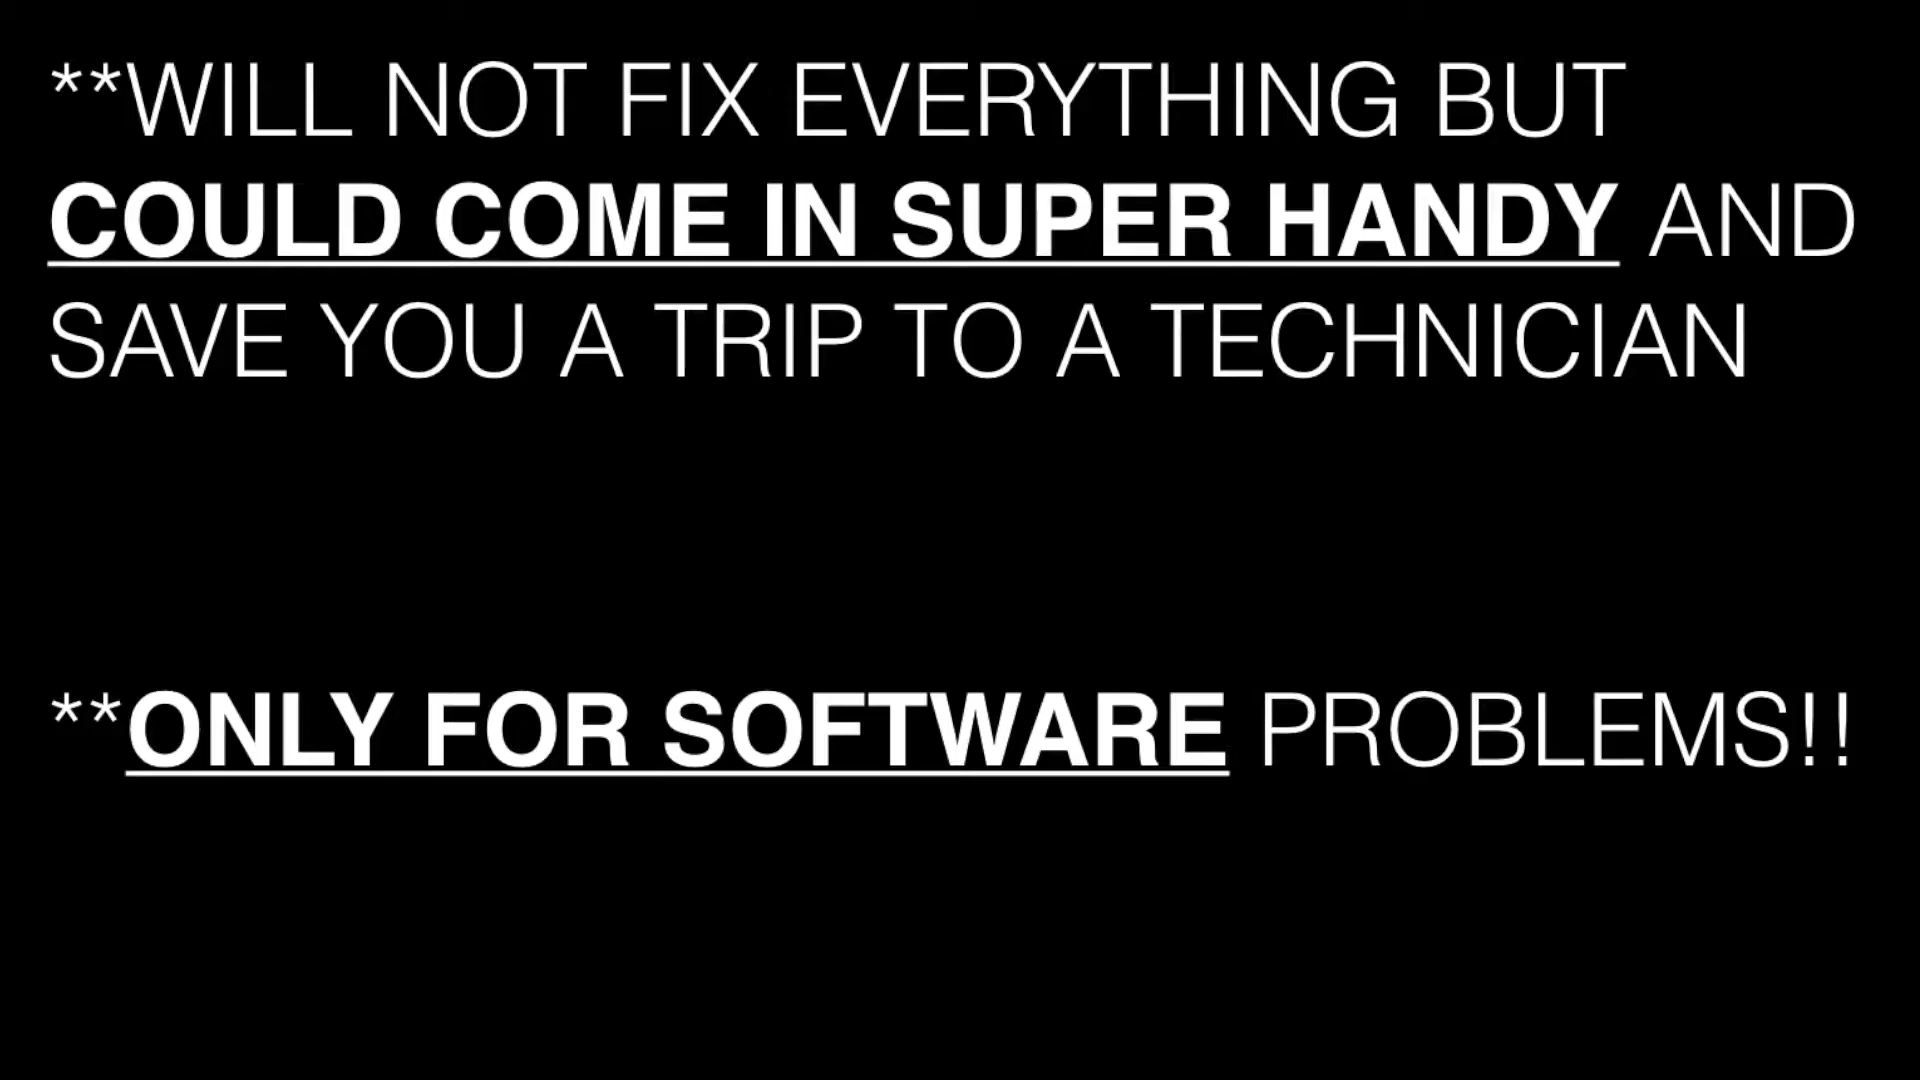 **WILL NOT FIX EVERYTHING BUT
COULD COME IN SUPER HANDY AND
SAVE YOU A TRIP TO A TECHNICIAN
**ONLY FOR SOFTWARE PROBLEMS!!